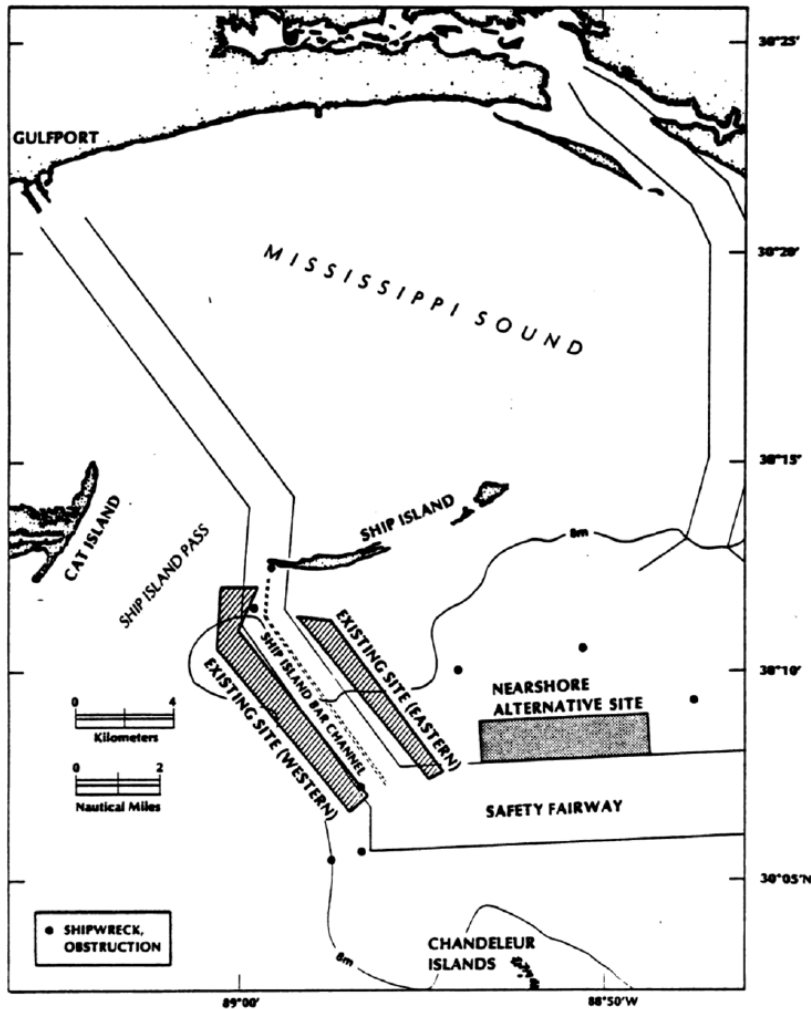 30°25'
GULFPORT
30°20'
MISSISSIPPI SOUND
30°15'
SHIP ISLAND
CAT ISLAND
SHIP ISLAND PASS
8m
EXISTING SITE (EASTERN)
SHIP ISLAND BAR CHANNEL
EXISTING SITE (WESTERN)
30°10'
NEARSHORE
ALTERNATIVE SITE
0 4
Kilometers
0 2
Nautical Miles
SAFETY FAIRWAY
30°05'N
SHIPWRECK,
OBSTRUCTION
8m
CHANDELEUR
ISLANDS
89°00'
88°50'W